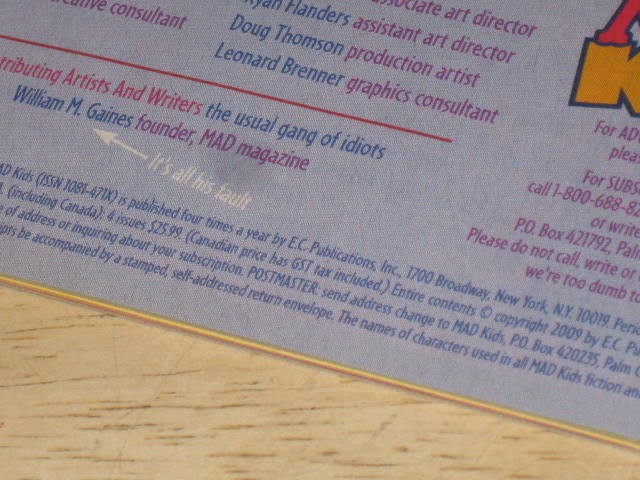 creative consultant
associate art director
Ryan Flanders assistant art director
Doug Thomson production artist
Leonard Brenner graphics consultant
Contributing Artists And Writers the usual gang of idiots
William M. Gaines founder, MAD magazine
It's all his fault
AD Kids (ISSN 1081-471X) is published four times a year by E.C. Publications, Inc., 1700 Broadway, New York, N.Y. 10019.
(including Canada): 4 issues $25.99. (Canadian price has GST tax included.) Entire contents © copyright 2009 by E.C.
of address or inquiring about your subscription. POSTMASTER: send address change to MAD Kids, P.O. Box 420235, Palm
be accompanied by a stamped, self-addressed return envelope. The names of characters used in all MAD Kids fiction
For AD
For SUBS
call 1-800-688-8
or write
P.O. Box 421792, Pal
Please do not call, write or
we're too dumb